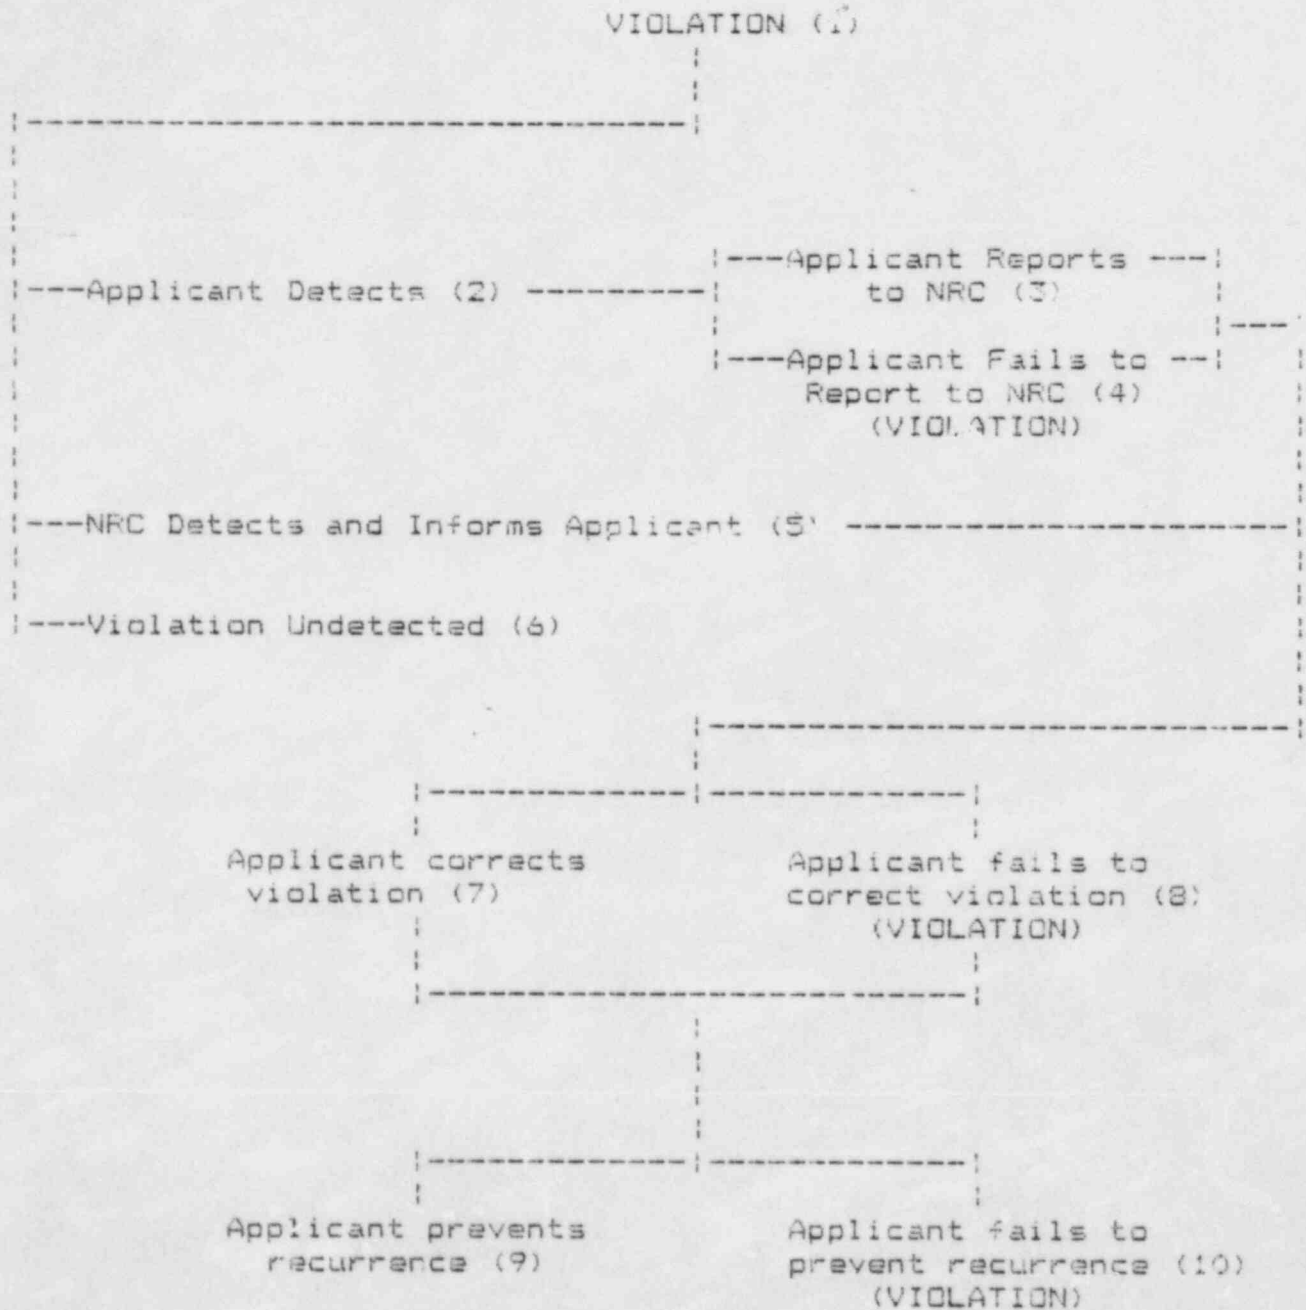 VIOLATION (1)
Applicant Detects (2)
Applicant Reports
to NRC (3)
Applicant Fails to
Report to NRC (4)
(VIOLATION)
NRC Detects and Informs Applicant (5)
Violation Undetected (6)
Applicant corrects
violation (7)
Applicant fails to
correct violation (8)
(VIOLATION)
Applicant prevents
recurrence (9)
Applicant fails to
prevent recurrence (10)
(VIOLATION)